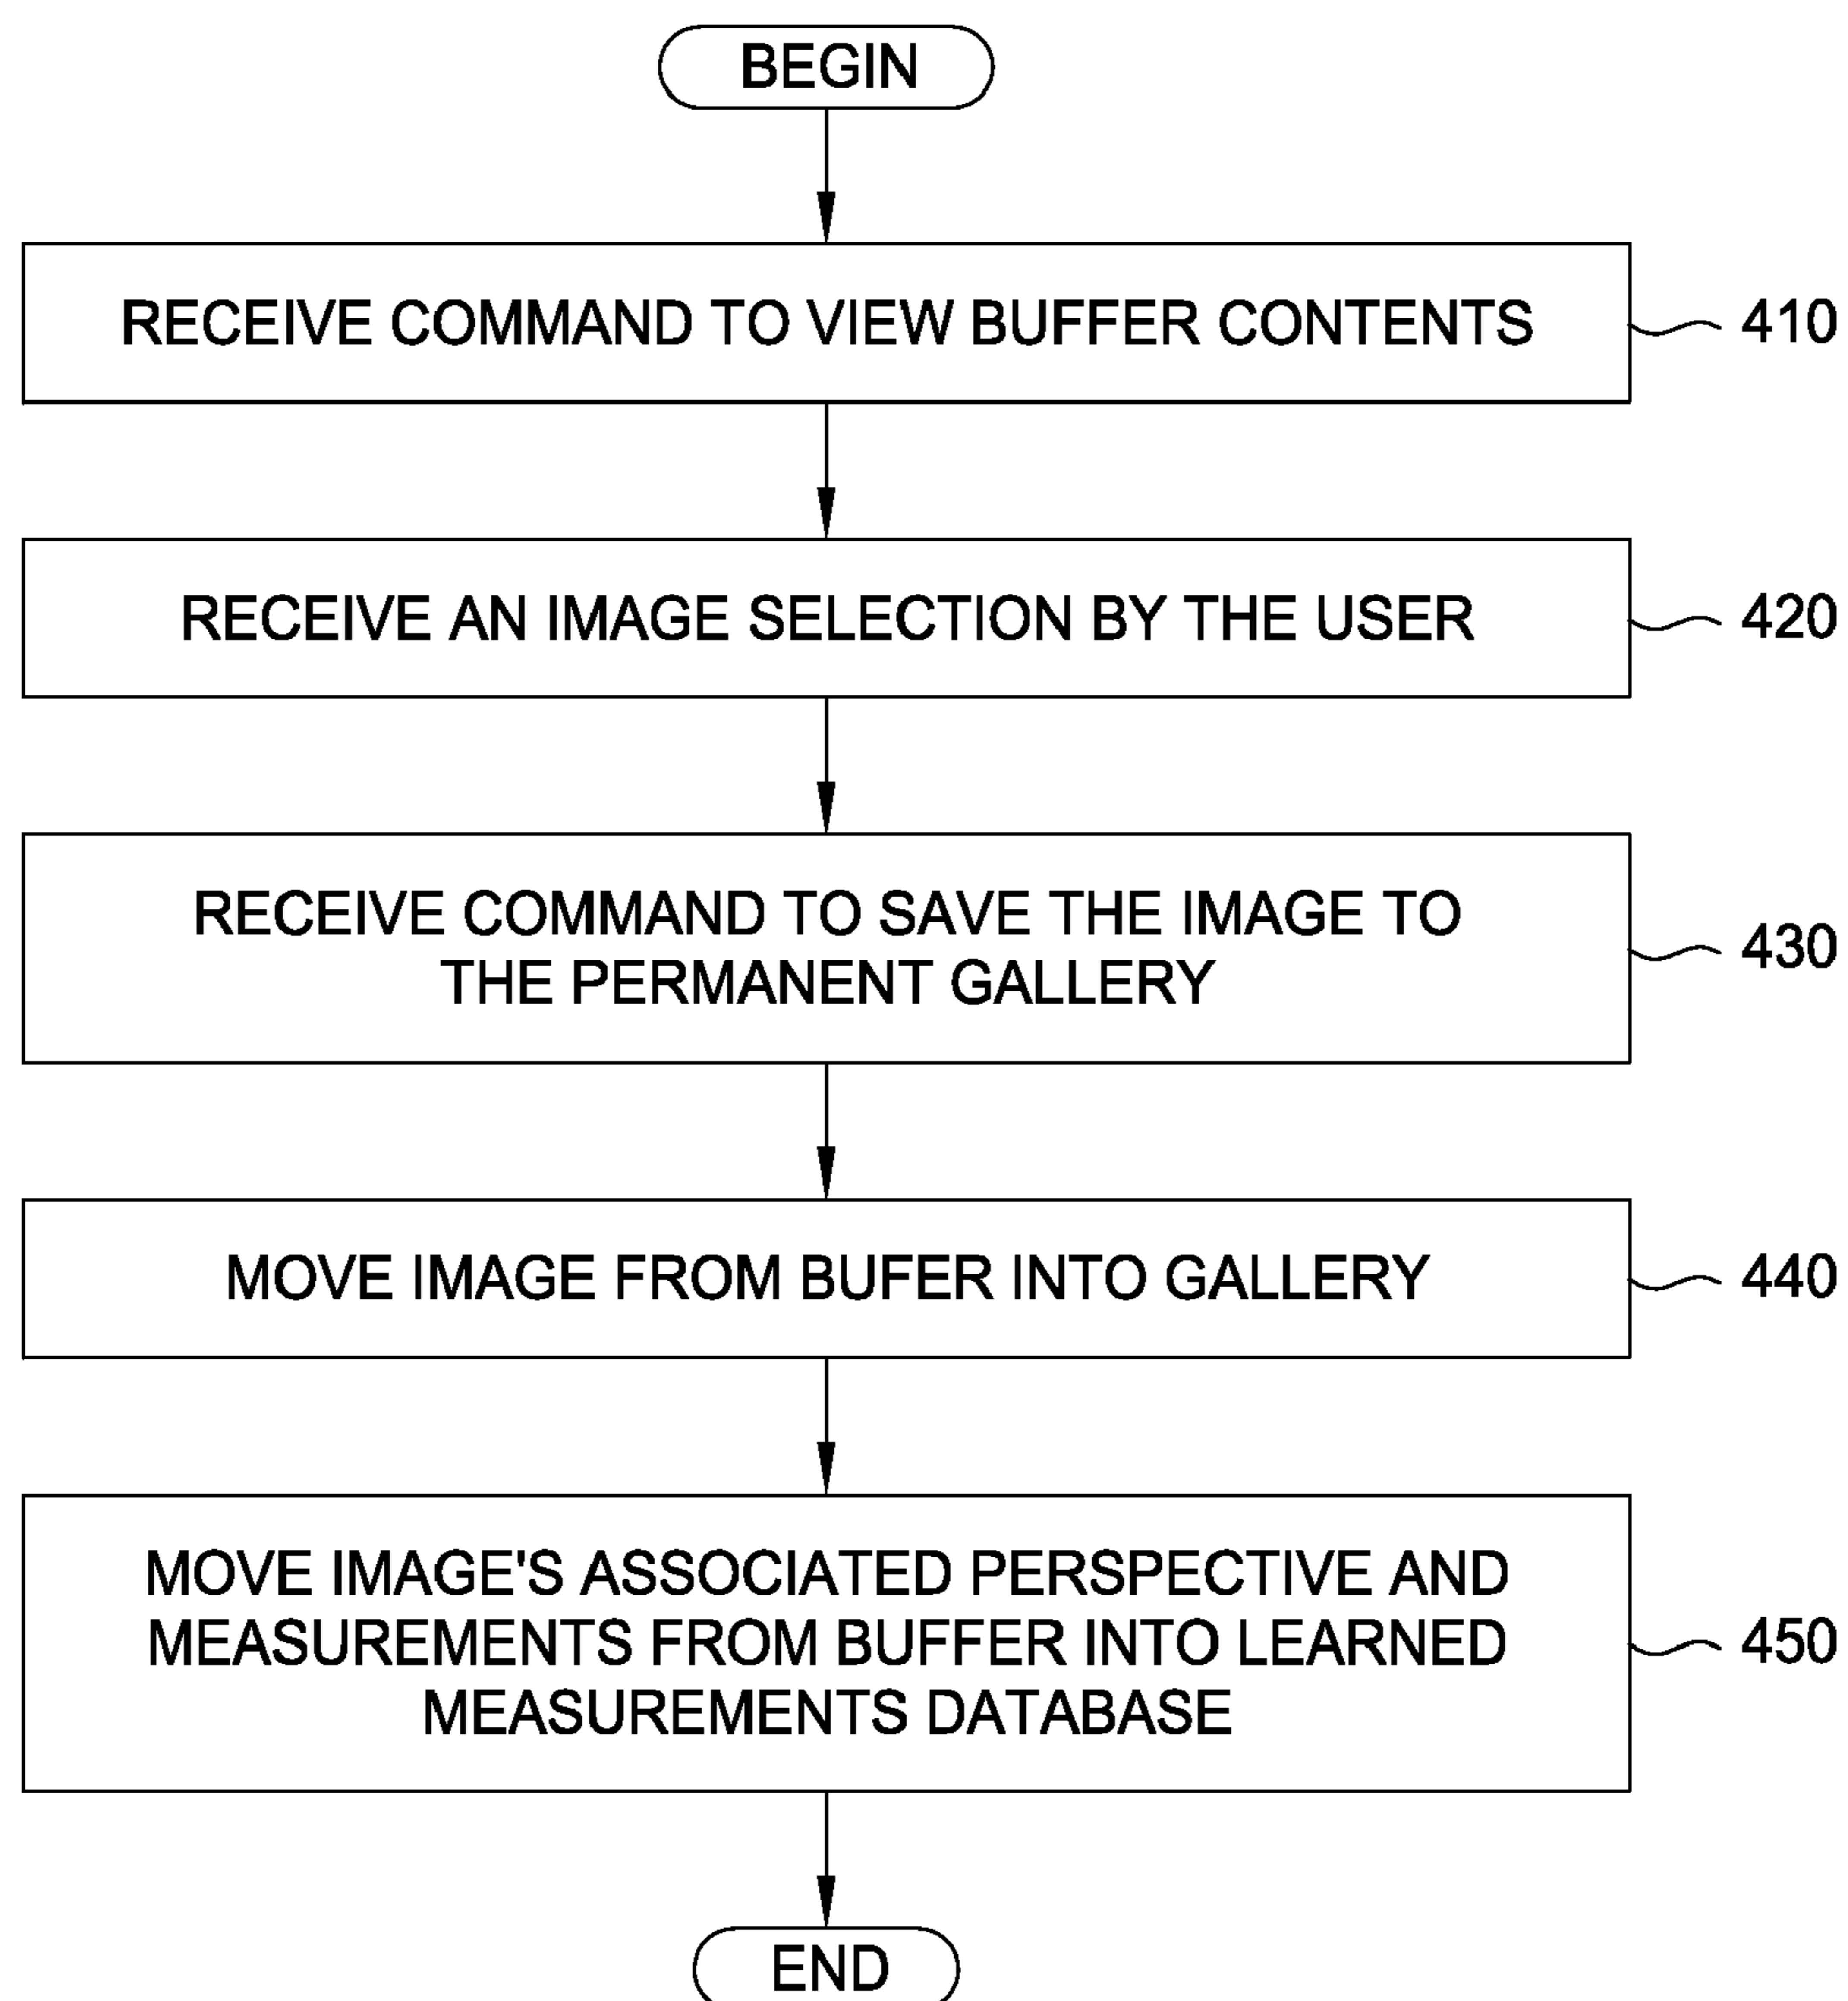 BEGIN
RECEIVE COMMAND TO VIEW BUFFER CONTENTS
410
RECEIVE AN IMAGE SELECTION BY THE USER
420
RECEIVE COMMAND TO SAVE THE IMAGE TO
THE PERMANENT GALLERY
430
MOVE IMAGE FROM BUFER INTO GALLERY
440
MOVE IMAGE'S ASSOCIATED PERSPECTIVE AND
MEASUREMENTS FROM BUFFER INTO LEARNED
MEASUREMENTS DATABASE
450
END